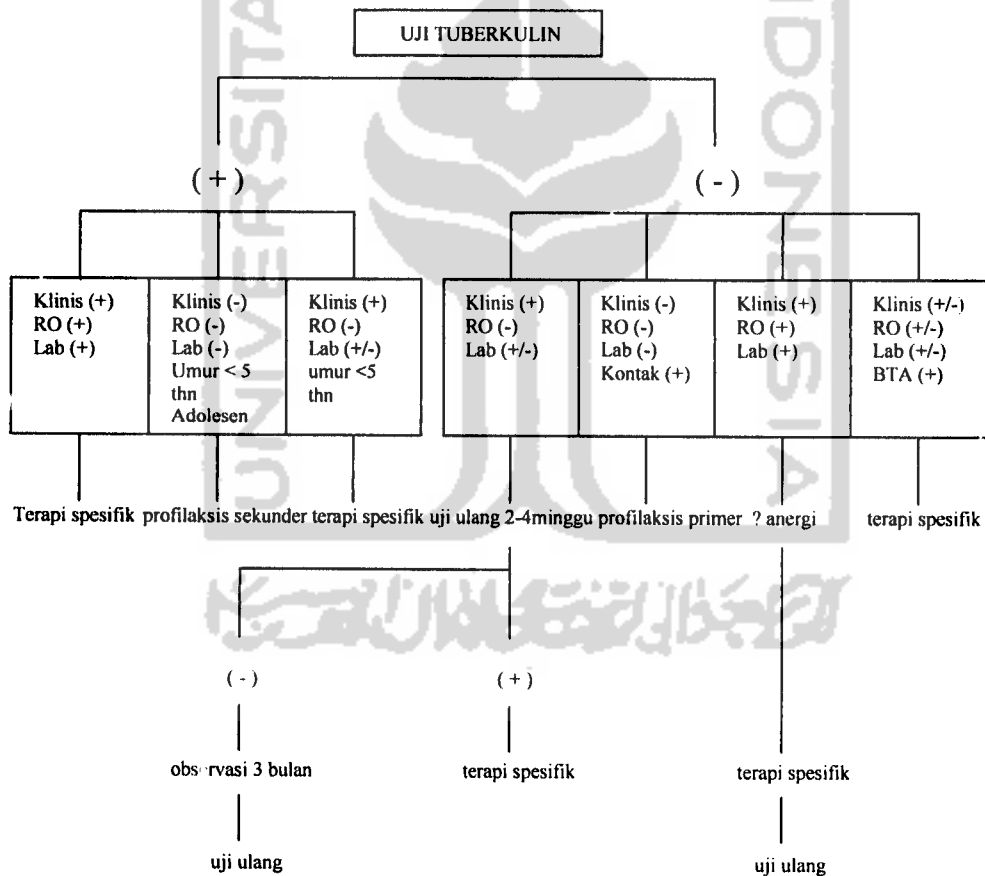 UJI TUBERKULIN
UNIVERSITA
INDONESIA
( + )
( - )
Klinis (+)
RO (+)
Lab (+)
Klinis (-)
RO (-)
Lab (-)
Umur < 5
thn
Adolesen
Klinis (+)
RO (-)
Lab (+/-)
umur <5
thn
Klinis (+)
RO (-)
Lab (+/-)
Klinis (-)
RO (-)
Lab (-)
Kontak (+)
Klinis (+)
RO (+)
Lab (+)
Klinis (+/-)
RO (+/-)
Lab (+/-)
BTA (+)
Terapi spesifik profilaksis sekunder terapi spesifik uji ulang 2-4minggu profilaksis primer ? anergi terapi spesifik
( - )
( + )
observasi 3 bulan
terapi spesifik
terapi spesifik
uji ulang
uji ulang